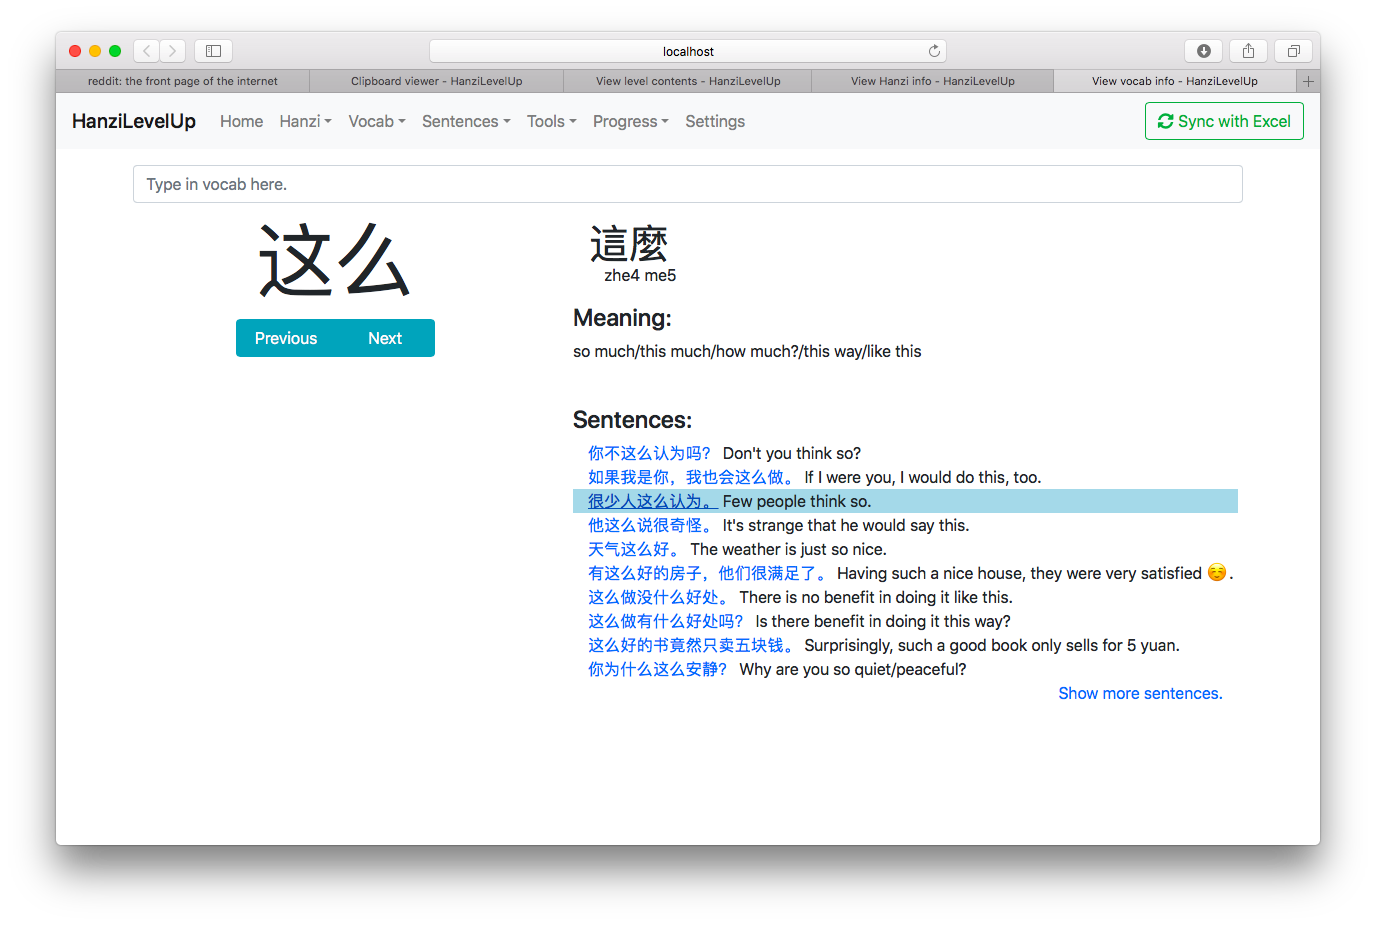 localhost
reddit: the front page of the internet Clipboard viewer - HanziLevelUp View level contents - HanziLevelUp View Hanzi info - HanziLevelUp View vocab info - HanziLevelUp
HanziLevelUp Home Hanzi Vocab Sentences Tools Progress Settings Sync with Excel
Type in vocab here.
这么
Previous Next
這麼
zhe4 me5
Meaning:
so much/this much/how much?/this way/like this
Sentences:
你不这么认为吗? Don't you think so?
如果我是你，我也会这么做。 If I were you, I would do this, too.
很少人这么认为。 Few people think so.
他这么说很奇怪。 It's strange that he would say this.
天气这么好。 The weather is just so nice.
有这么好的房子，他们很满足了。 Having such a nice house, they were very satisfied ☺️.
这么做没什么好处。 There is no benefit in doing it like this.
这么做有什么好处吗? Is there benefit in doing it this way?
这么好的书竟然只卖五块钱。 Surprisingly, such a good book only sells for 5 yuan.
你为什么这么安静? Why are you so quiet/peaceful?
Show more sentences.